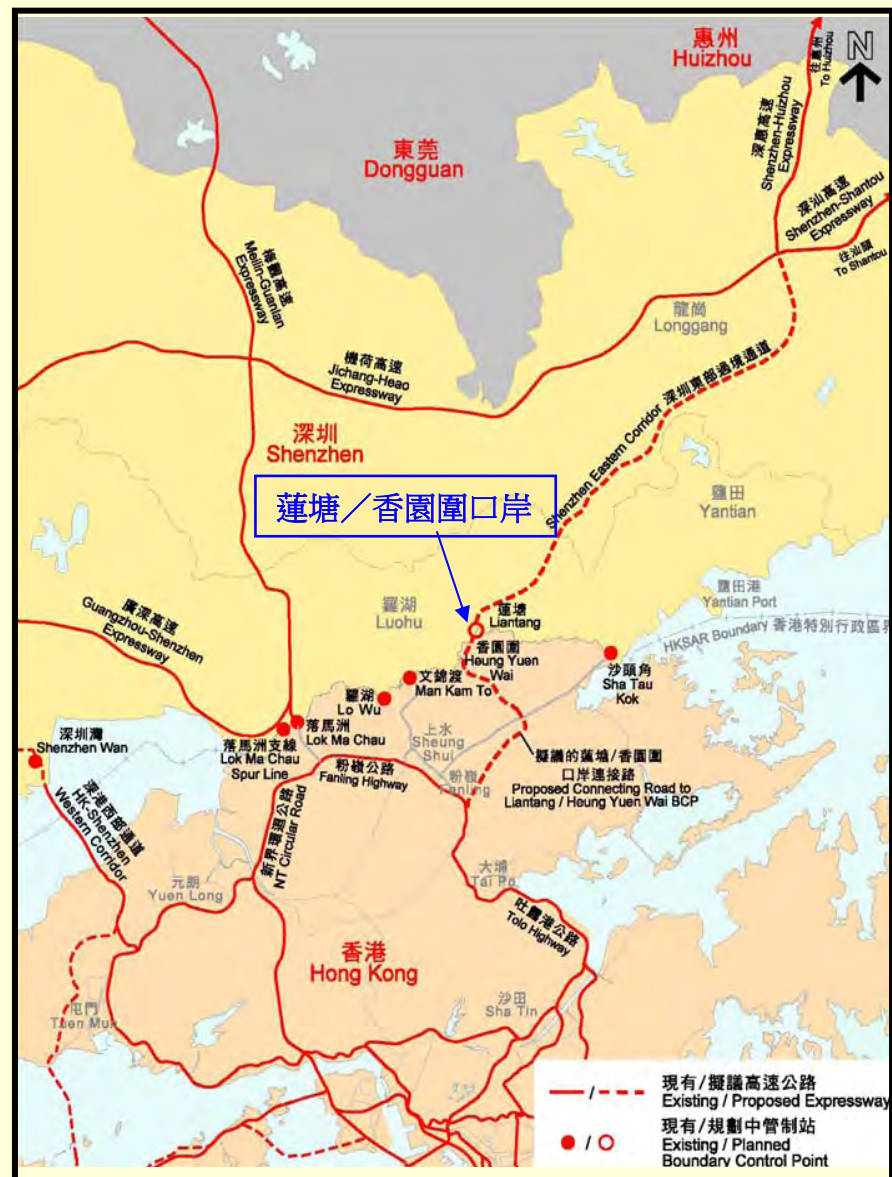 惠州
Huizhou
往惠州
To Huizhou
N
東莞
Dongguan
深惠高速
Shenzhen-Huizhou
Expressway
深汕高速
Shenzhen-Shantou
Expressway
往汕頭
To Shantou
梅觀高速
Meilin-Guanlan
Expressway
龍崗
Longgang
機荷高速
Jichang-Heao
Expressway
深圳
Shenzhen
Shenzhen Eastern Corridor 深圳東部過境通道
蓮塘／香園圍口岸
鹽田
Yantian
鹽田港
Yantian Port
羅湖
Luohu
蓮塘
Liantang
HKSAR Boundary 香港特別行政區界
廣深高速
Guangzhou-Shenzhen
Expressway
香園圍
Heung Yuen
Wai
沙頭角
Sha Tau
Kok
文錦渡
Man Kam To
羅湖
Lo Wu
深圳灣
Shenzhen Wan
落馬洲
Lok Ma Chau
落馬洲支線
Lok Ma Chau
Spur Line
上水
Sheung
Shui
粉嶺
Fanling
粉嶺公路
Fanling Highway
擬議的蓮塘/香園圍
口岸連接路
Proposed Connecting Road to
Liantang / Heung Yuen Wai BCP
深港西部通道
HK-Shenzhen
Western Corridor
新界環迴公路
NT Circular Road
元朗
Yuen Long
大埔
Tai Po
吐露港公路
Tolo Highway
香港
Hong Kong
沙田
Sha Tin
屯門
Tuen Mun
現有/擬議高速公路
Existing / Proposed Expressway
現有/規劃中管制站
Existing / Planned
Boundary Control Point